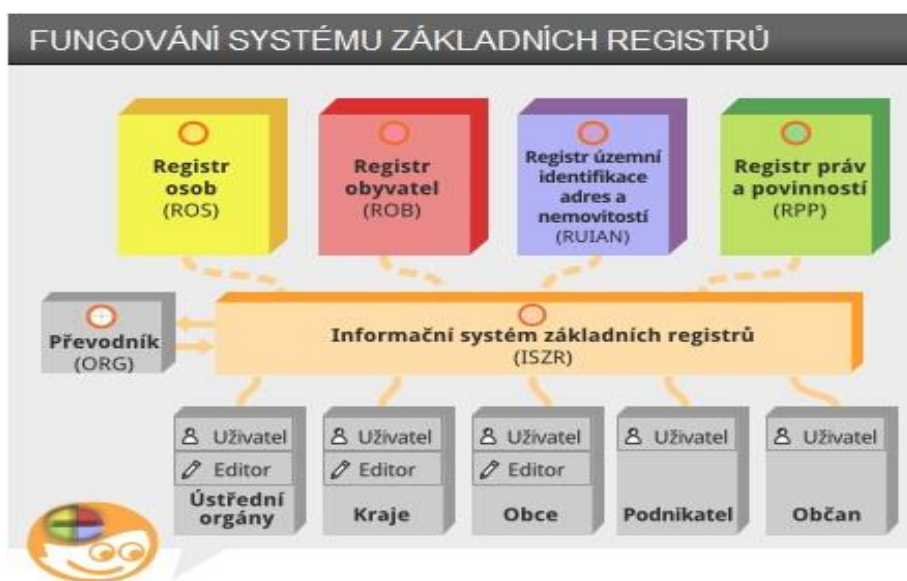 FUNGOVÁNÍ SYSTÉMU ZÁKLADNÍCH REGISTRŮ
Registr
osob
(ROS)
Registr
obyvatel
(ROB)
Registr územní
identifikace
adres a
nemovitostí
(RUIAN)
Registr práv
a povinností
(RPP)
Převodník
(ORG)
Informační systém základních registrů
(ISZR)
Uživatel
Editor
Ústřední
orgány
Uživatel
Editor
Kraje
Uživatel
Editor
Obce
Uživatel
Podnikatel
Uživatel
Občan